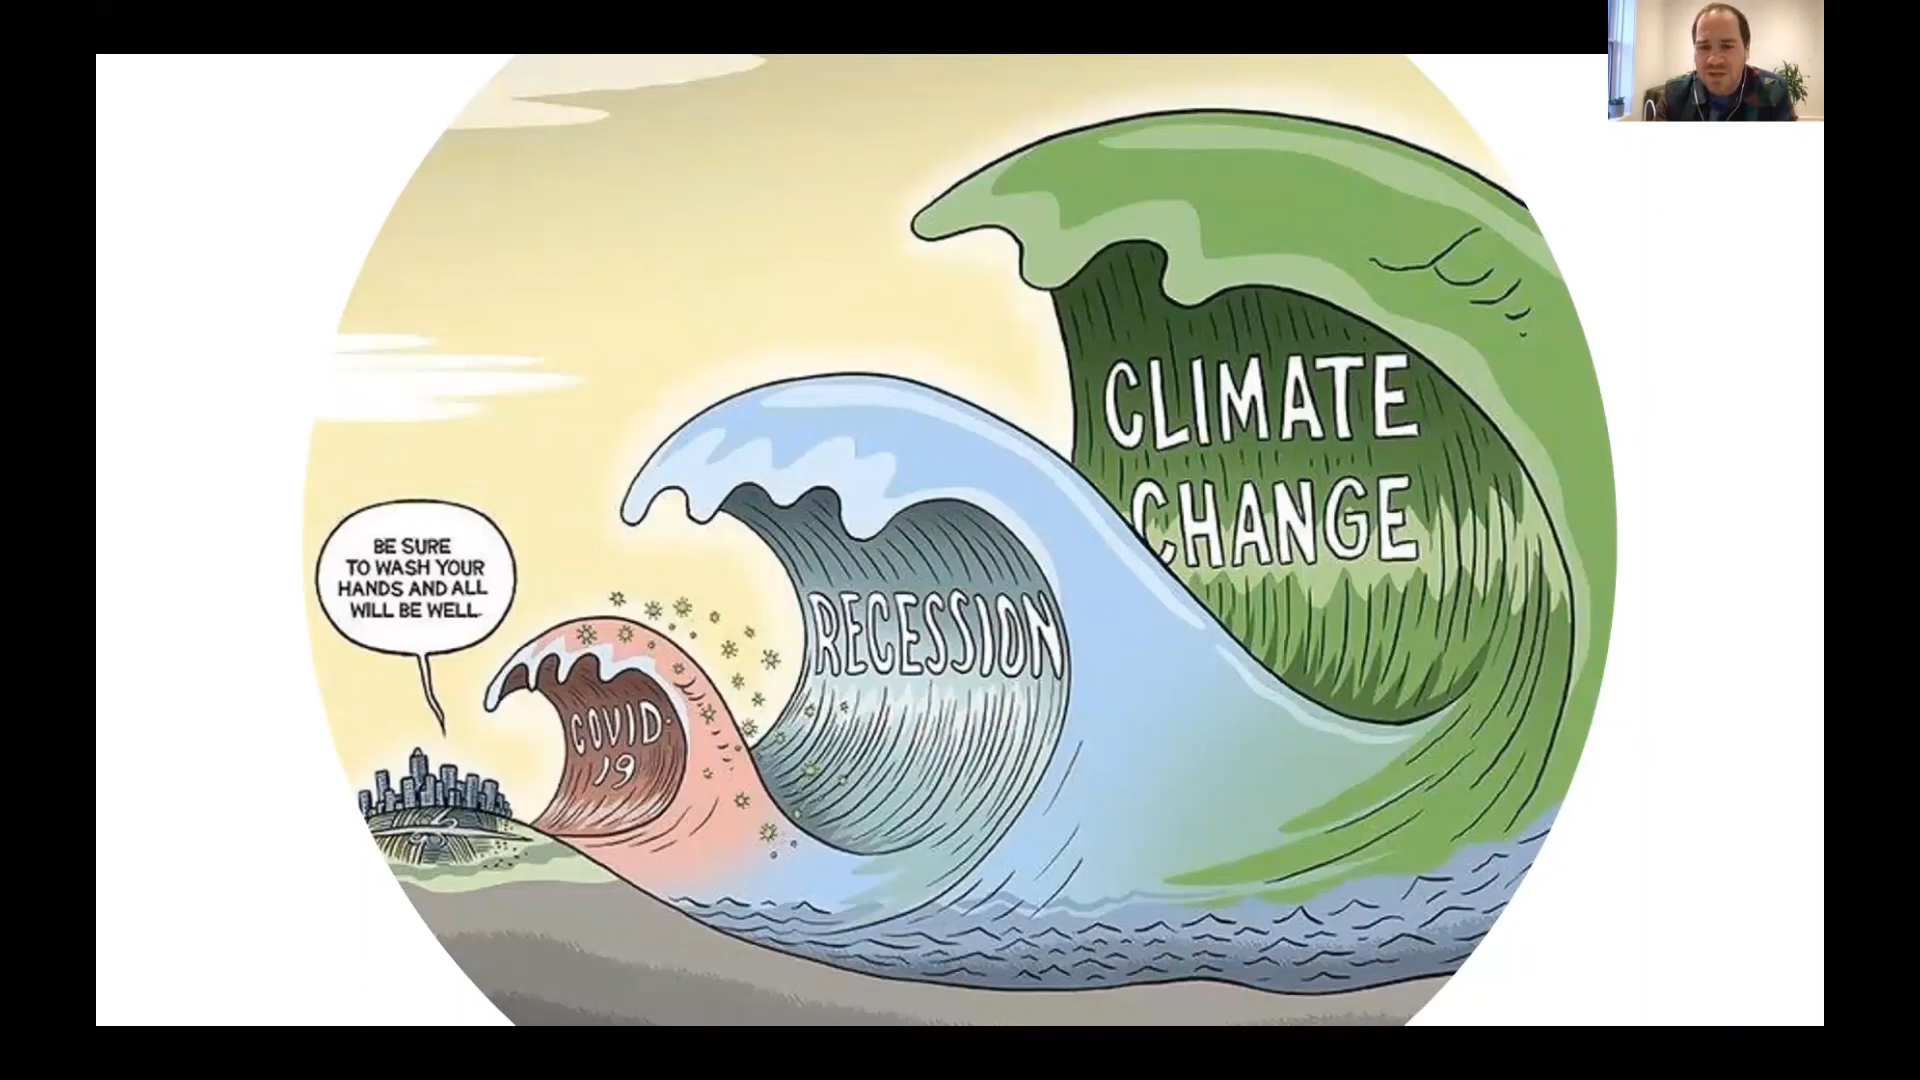 BE SURE
TO WASH YOUR
HANDS AND ALL
WILL BE WELL.
COVID-
19
RECESSION
CLIMATE
CHANGE